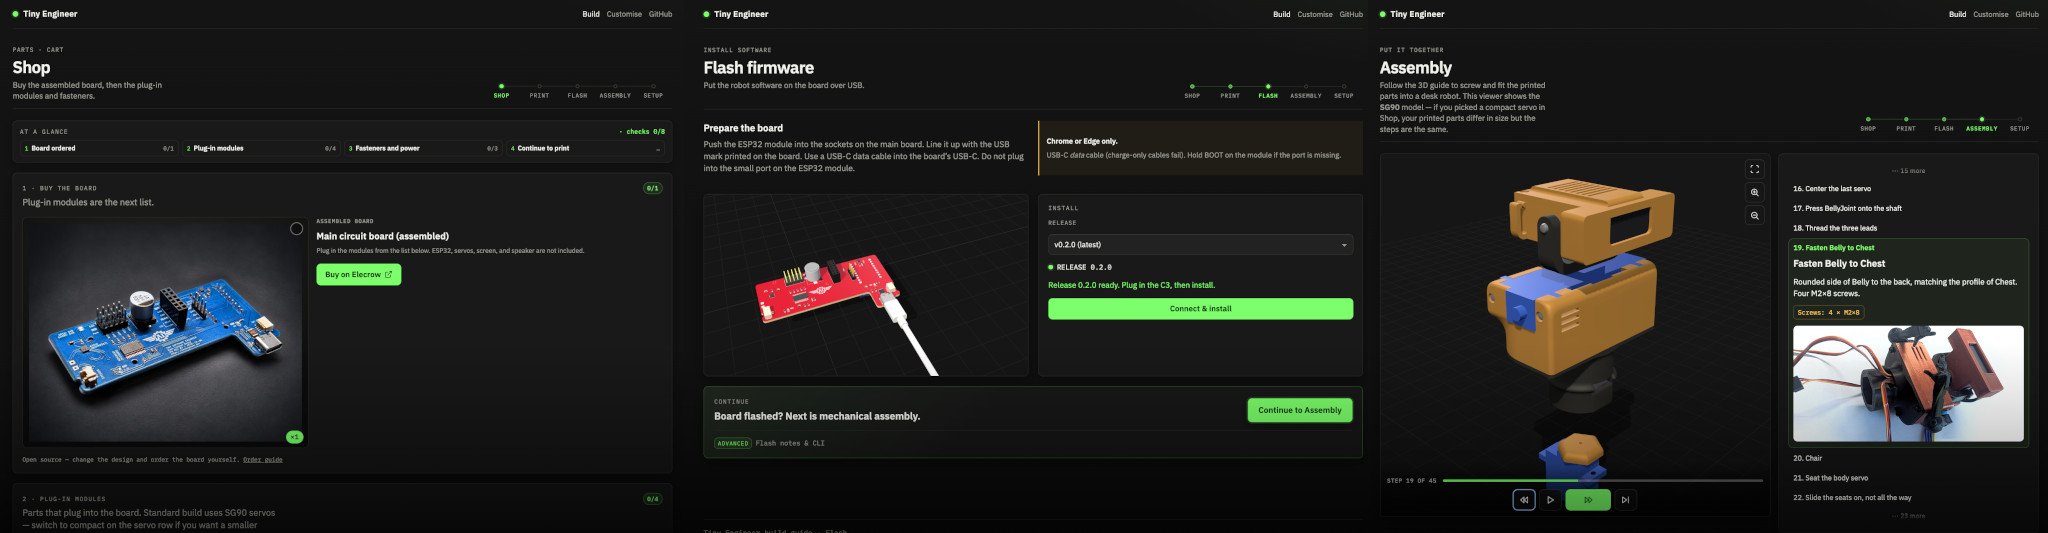 Tiny Engineer
Build Customise GitHub
PARTS · CART
Shop
Buy the assembled board, then the plug-in
modules and fasteners.
SHOP PRINT FLASH ASSEMBLY SETUP
AT A GLANCE
· checks 0/8
1 Board ordered 0/1
2 Plug-in modules 0/4
3 Fasteners and power 0/3
4 Continue to print —
1 · BUY THE BOARD
0/1
Plug-in modules are the next list.
ASSEMBLED BOARD
Main circuit board (assembled)
Plug in the modules from the list below. ESP32, servos, screen, and speaker are not included.
Buy on Elecrow
×1
Open source — change the design and order the board yourself. Order guide
2 · PLUG-IN MODULES
0/4
Parts that plug into the board. Standard build uses SG90 servos
— switch to compact on the servo row if you want a smaller
Tiny Engineer
Build Customise GitHub
INSTALL SOFTWARE
Flash firmware
Put the robot software on the board over USB.
SHOP PRINT FLASH ASSEMBLY SETUP
Prepare the board
Push the ESP32 module into the sockets on the main board. Line it up with the USB
mark printed on the board. Use a USB-C data cable into the board's USB-C. Do not plug
into the small port on the ESP32 module.
Chrome or Edge only.
USB-C data cable (charge-only cables fail). Hold BOOT on the module if the port is missing.
INSTALL
RELEASE
v0.2.0 (latest)
RELEASE 0.2.0
Release 0.2.0 ready. Plug in the C3, then install.
Connect & install
CONTINUE
Board flashed? Next is mechanical assembly.
Continue to Assembly
ADVANCED Flash notes & CLI
Tiny Engineer build guide · Flash
Tiny Engineer
Build Customise GitHub
PUT IT TOGETHER
Assembly
Follow the 3D guide to screw and fit the printed
parts into a desk robot. This viewer shows the
SG90 model — if you picked a compact servo in
Shop, your printed parts differ in size but the
steps are the same.
SHOP PRINT FLASH ASSEMBLY SETUP
STEP 19 OF 45
— 15 more
16. Center the last servo
17. Press BellyJoint onto the shaft
18. Thread the three leads
19. Fasten Belly to Chest
Fasten Belly to Chest
Rounded side of Belly to the back, matching the profile of Chest.
Four M2×8 screws.
Screws: 4 × M2×8
20. Chair
21. Seat the body servo
22. Slide the seats on, not all the way
— 23 more